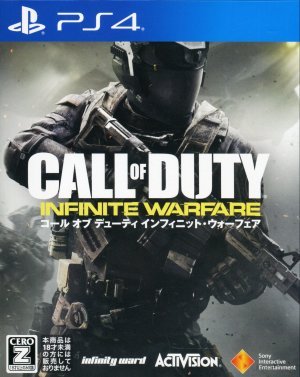 PS4
CALL OF DUTY
INFINITE WARFARE
コール オブ デューティ インフィニット・ウォーフェア
CERO
Z
本商品は
18才未満
の方には
販売して
おりません
infinity ward
ACTIVISION
Sony
Interactive
Entertainment